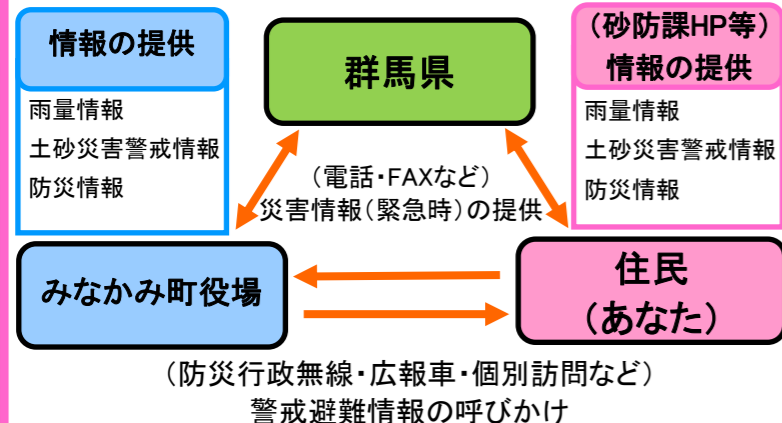 情報の提供
雨量情報
土砂災害警戒情報
防災情報
群馬県
(砂防課HP等)
情報の提供
雨量情報
土砂災害警戒情報
防災情報
(電話・FAXなど)
災害情報(緊急時)の提供
みなかみ町役場
住民
(あなた)
(防災行政無線・広報車・個別訪問など)
警戒避難情報の呼びかけ